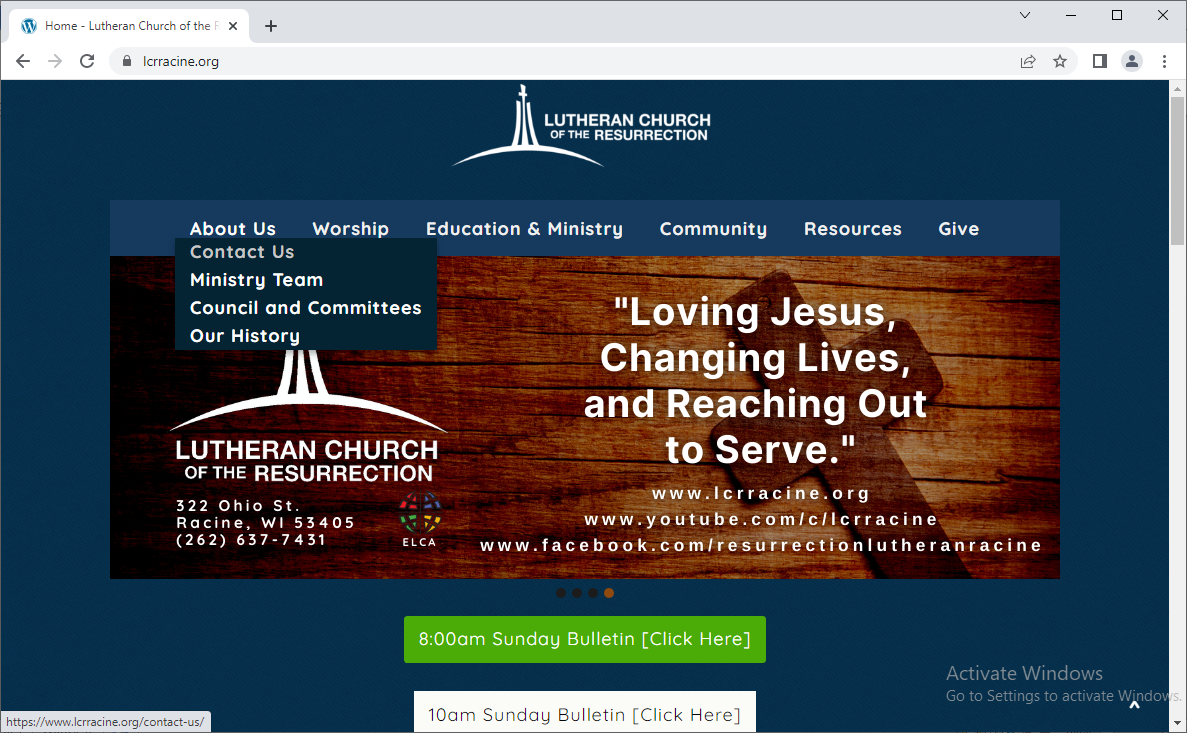 Home - Lutheran Church of the R
lcrracine.org
LUTHERAN CHURCH
OF THE RESURRECTION
About Us Worship Education & Ministry Community Resources Give
Contact Us
Ministry Team
Council and Committees
Our History
LUTHERAN CHURCH
OF THE RESURRECTION
322 Ohio St.
Racine, WI 53405
(262) 637-7431
ELCA
"Loving Jesus,
Changing Lives,
and Reaching Out
to Serve."
www.lcrracine.org
www.youtube.com/c/lcrracine
www.facebook.com/resurrectionlutheranracine
8:00am Sunday Bulletin [Click Here]
10am Sunday Bulletin [Click Here]
Activate Windows
Go to Settings to activate Windows.
https://www.lcrracine.org/contact-us/